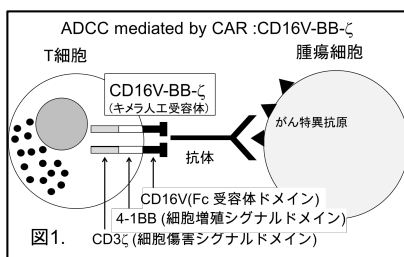 ADCC mediated by CAR :CD16V-BB-ζ
T細胞
腫瘍細胞
CD16V-BB-ζ
(キメラ人工受容体)
がん特異抗原
抗体
CD16V(Fc 受容体ドメイン)
4-1BB (細胞増殖シグナルドメイン)
図1.
CD3ζ (細胞傷害シグナルドメイン)